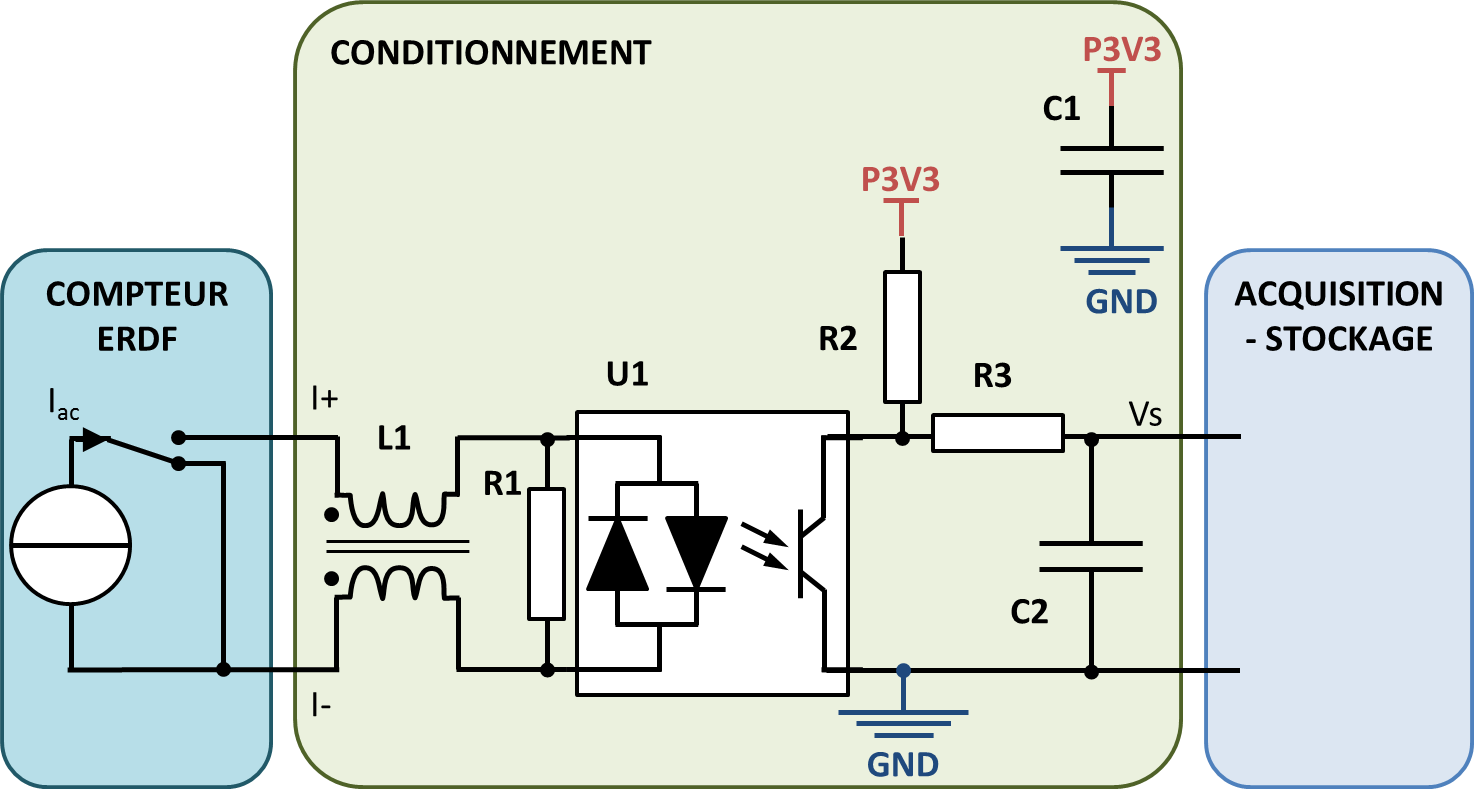 CONDITIONNEMENT
P3V3
C1
P3V3
GND
COMPTEUR
ERDF
ACQUISITION
- STOCKAGE
R2
U1
R3
Iac
I+
Vs
L1
R1
C2
I-
GND